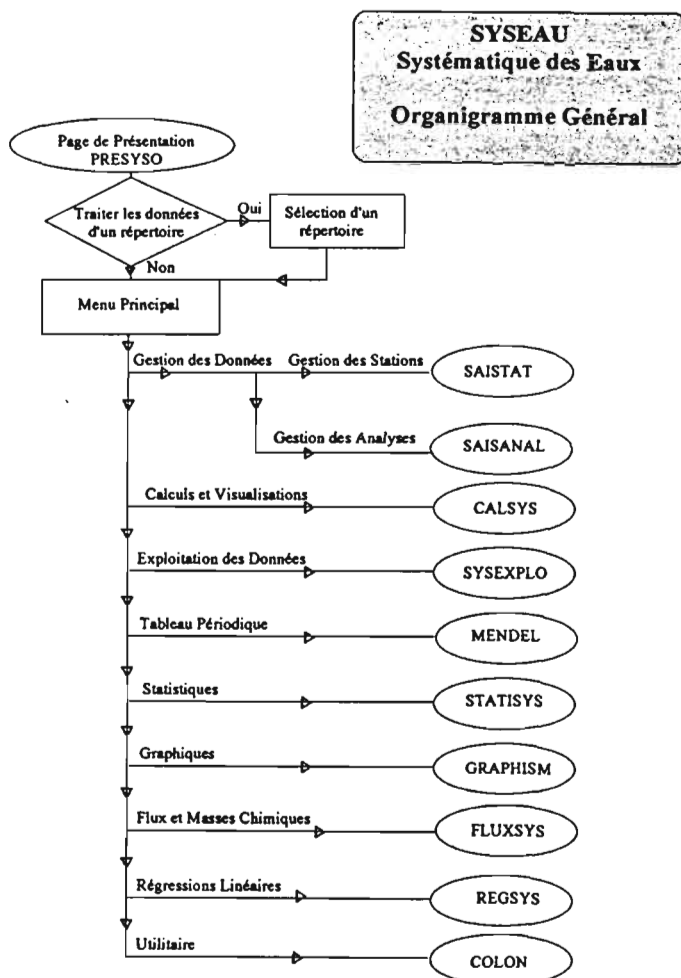 SYSEAU
Systématique des Eaux
Organigramme Général
Page de Présentation
PRESYSO
Traiter les données
d'un répertoire
Oui
Sélection d'un
répertoire
Non
Menu Principal
Gestion des Données
Gestion des Stations
SAISTAT
Gestion des Analyses
SAISANAL
Calculs et Visualisations
CALSYS
Exploitation des Données
SYSEXPLO
Tableau Périodique
MENDEL
Statistiques
STATISYS
Graphiques
GRAPHISM
Flux et Masses Chimiques
FLUXSYS
Régressions Linéaires
REGSYS
Utilitaire
COLON